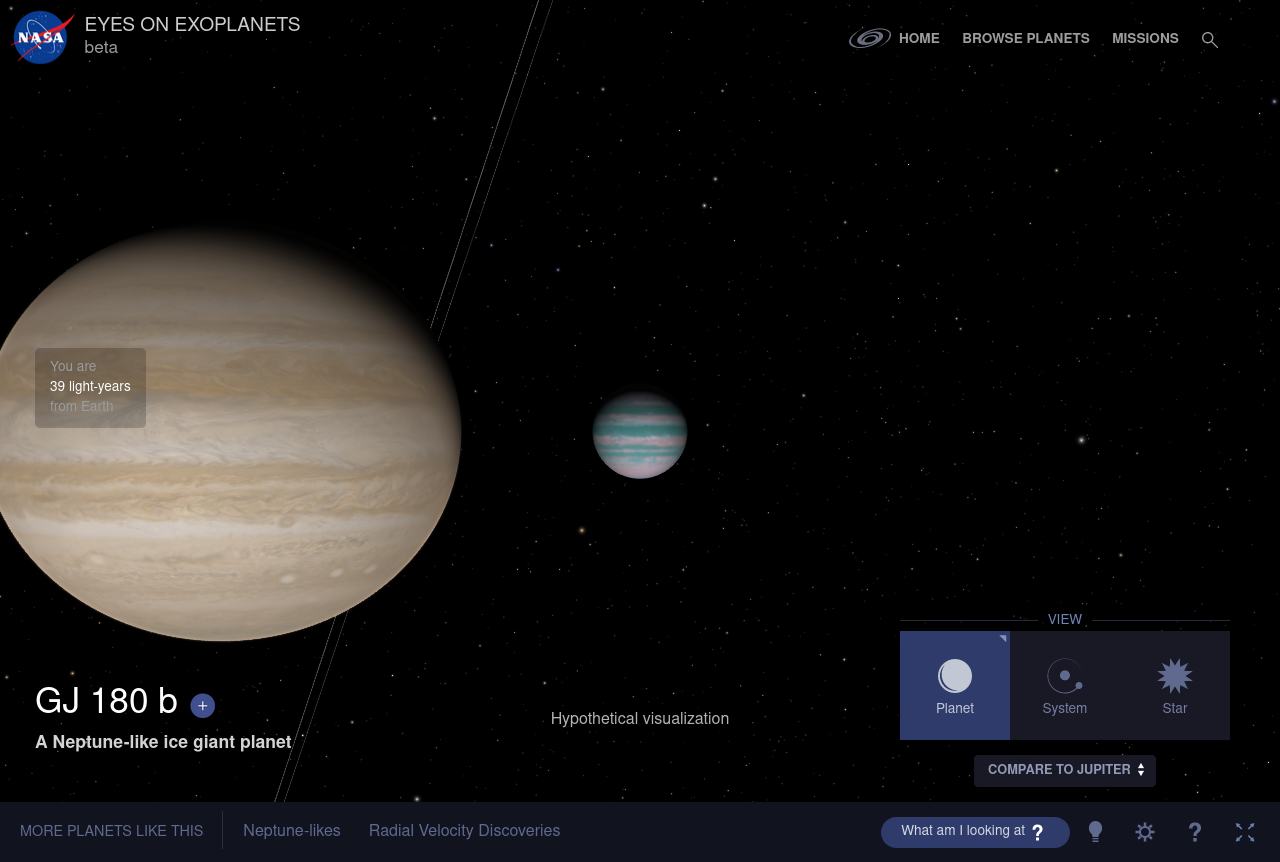 NASA
EYES ON EXOPLANETS
beta
HOME
BROWSE PLANETS
MISSIONS
You are
39 light-years
from Earth
GJ 180 b +
A Neptune-like ice giant planet
Hypothetical visualization
VIEW
Planet
System
Star
COMPARE TO JUPITER
MORE PLANETS LIKE THIS
Neptune-likes
Radial Velocity Discoveries
What am I looking at ?
?